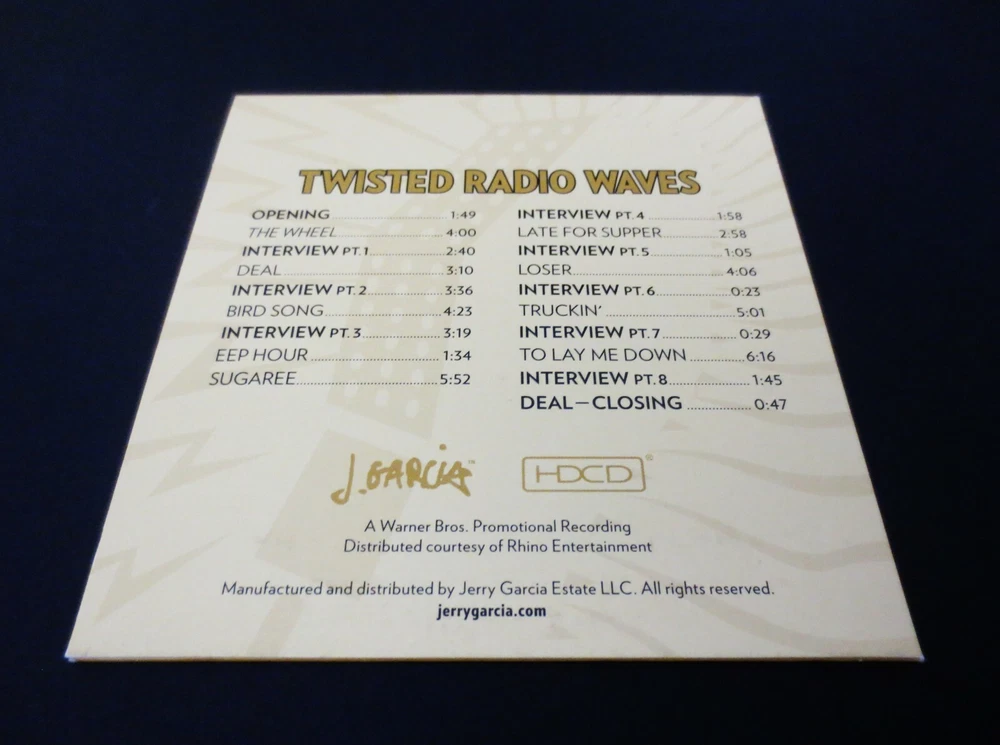 TWISTED RADIO WAVES
OPENING 1:49
THE WHEEL 4:00
INTERVIEW PT.1 2:40
DEAL 3:10
INTERVIEW PT.2 3:36
BIRD SONG 4:23
INTERVIEW PT.3 3:19
EEP HOUR 1:34
SUGAREE 5:52
INTERVIEW PT.4 1:58
LATE FOR SUPPER 2:58
INTERVIEW PT.5 1:05
LOSER 4:06
INTERVIEW PT.6 0:23
TRUCKIN' 5:01
INTERVIEW PT.7 0:29
TO LAY ME DOWN 6:16
INTERVIEW PT.8 1:45
DEAL—CLOSING 0:47
J. GARCIA™
HDCD®
A Warner Bros. Promotional Recording
Distributed courtesy of Rhino Entertainment
Manufactured and distributed by Jerry Garcia Estate LLC. All rights reserved.
jerrygarcia.com